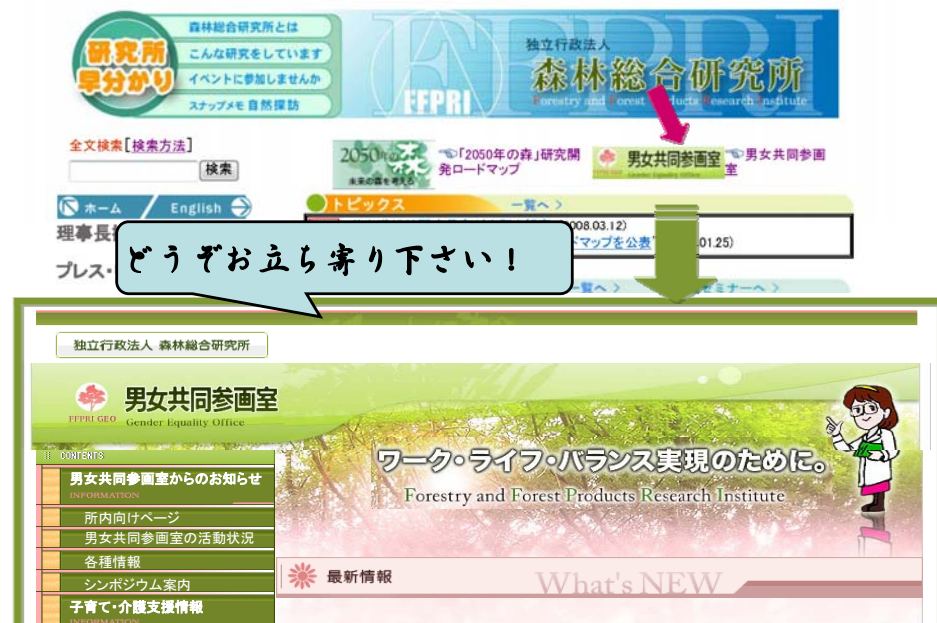 研究所
早分かり
森林総合研究所とは
こんな研究をしています
イベントに参加しませんか
スナップメモ 自然探訪
FFPRI
独立行政法人
森林総合研究所
Forestry and Forest Products Research Institute
全文検索[検索方法]
検索
2050年の森
未来の森を考える
「2050年の森」研究開
発ロードマップ
男女共同参画室
Gender Equality Office
男女共同参画
室
ホーム / English
トピックス
一覧へ >
理事長
008.03.12)
ドマップを公表
.01.25)
プレス・
一覧へ >
セミナーへ >
どうぞお立ち寄り下さい！
独立行政法人 森林総合研究所
FFPRI GEO
男女共同参画室
Gender Equality Office
CONTENTS
ワーク・ライフ・バランス実現のために。
Forestry and Forest Products Research Institute
男女共同参画室からのお知らせ
INFORMATION
所内向けページ
男女共同参画室の活動状況
各種情報
シンポジウム案内
最新情報
What's NEW
子育て・介護支援情報
INFORMATION